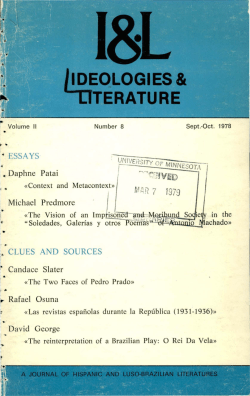 I&L
IDEOLOGIES &
LITERATURE
Volume II Number 8 Sept.-Oct. 1978
ESSAYS
Daphne Patai
«Context and Metacontext»
Michael Predmore
«The Vision of an Imprisoned and Moribund Society in the
"Soledades, Galerías y otros Poemas" of Antonio Machado»
CLUES AND SOURCES
Candace Slater
«The Two Faces of Pedro Prado»
Rafael Osuna
«Las revistas españolas durante la República (1931-1936)»
David George
«The reinterpretation of a Brazilian Play: O Rei Da Vela»
A JOURNAL OF HISPANIC AND LUSO-BRAZILIAN LITERATURES
UNIVERSITY OF MINNESOTA
RECEIVED
MAR 7 1979